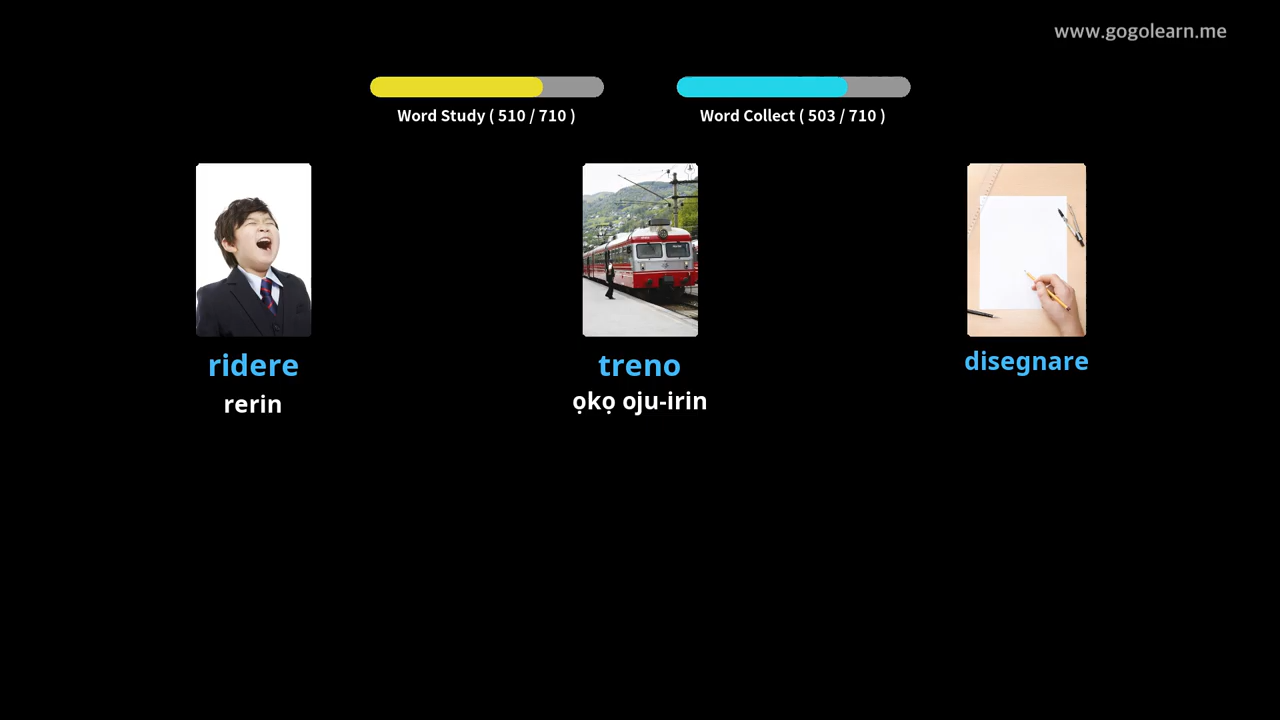 www.gogolearn.me
Word Study ( 510 / 710 )
Word Collect ( 503 / 710 )
ridere
treno
disegnare
rerin
ọkọ oju-irin